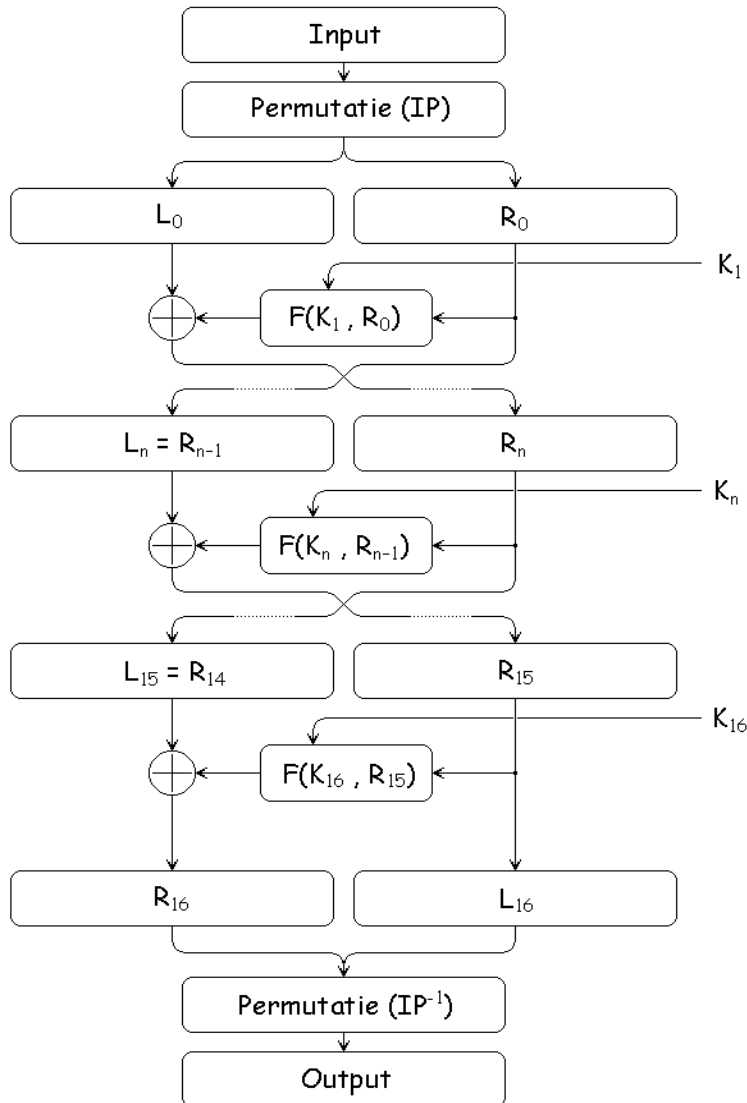 Input
Permutatie (IP)
L₀
R₀
K₁
F(K₁ , R₀)
Lₙ = Rₙ₋₁
Rₙ
Kₙ
F(Kₙ , Rₙ₋₁)
L₁₅ = R₁₄
R₁₅
K₁₆
F(K₁₆ , R₁₅)
R₁₆
L₁₆
Permutatie (IP⁻¹)
Output